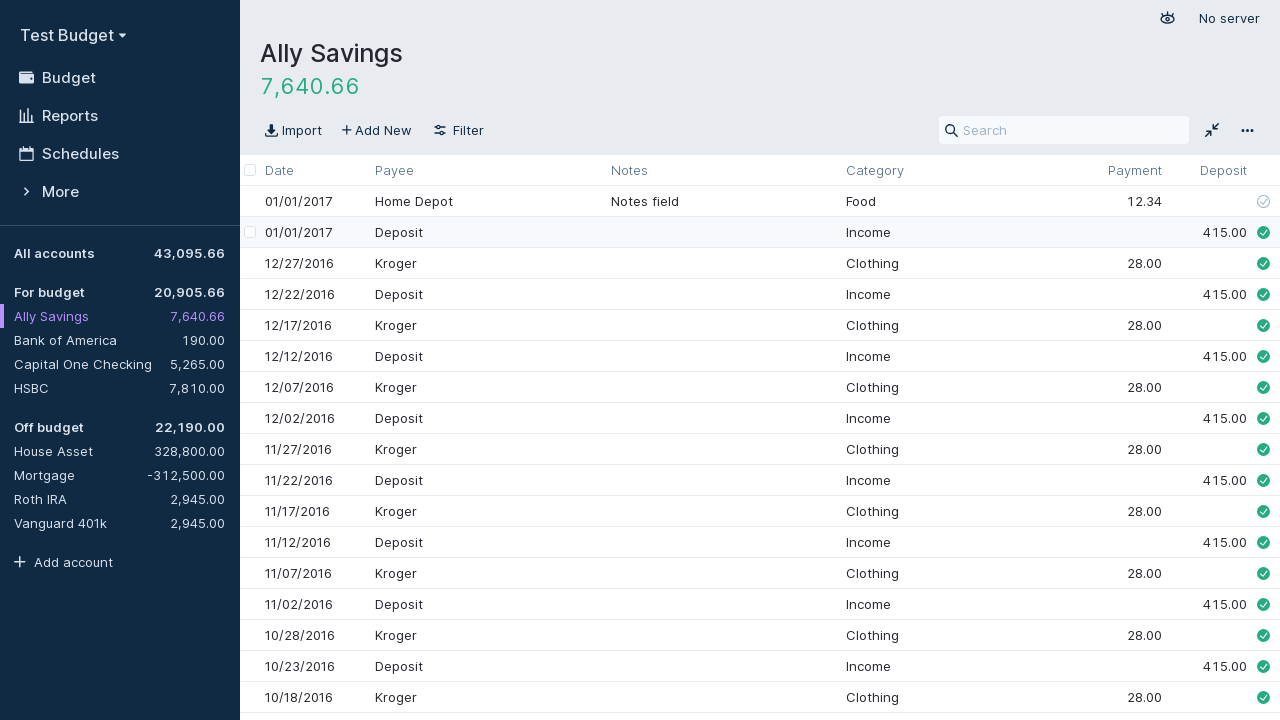 Test Budget
Budget
Reports
Schedules
More
All accounts 43,095.66
For budget 20,905.66
Ally Savings 7,640.66
Bank of America 190.00
Capital One Checking 5,265.00
HSBC 7,810.00
Off budget 22,190.00
House Asset 328,800.00
Mortgage -312,500.00
Roth IRA 2,945.00
Vanguard 401k 2,945.00
Add account
No server
Ally Savings
7,640.66
Import Add New Filter Search
Date Payee Notes Category Payment Deposit
01/01/2017 Home Depot Notes field Food 12.34
01/01/2017 Deposit Income 415.00
12/27/2016 Kroger Clothing 28.00
12/22/2016 Deposit Income 415.00
12/17/2016 Kroger Clothing 28.00
12/12/2016 Deposit Income 415.00
12/07/2016 Kroger Clothing 28.00
12/02/2016 Deposit Income 415.00
11/27/2016 Kroger Clothing 28.00
11/22/2016 Deposit Income 415.00
11/17/2016 Kroger Clothing 28.00
11/12/2016 Deposit Income 415.00
11/07/2016 Kroger Clothing 28.00
11/02/2016 Deposit Income 415.00
10/28/2016 Kroger Clothing 28.00
10/23/2016 Deposit Income 415.00
10/18/2016 Kroger Clothing 28.00